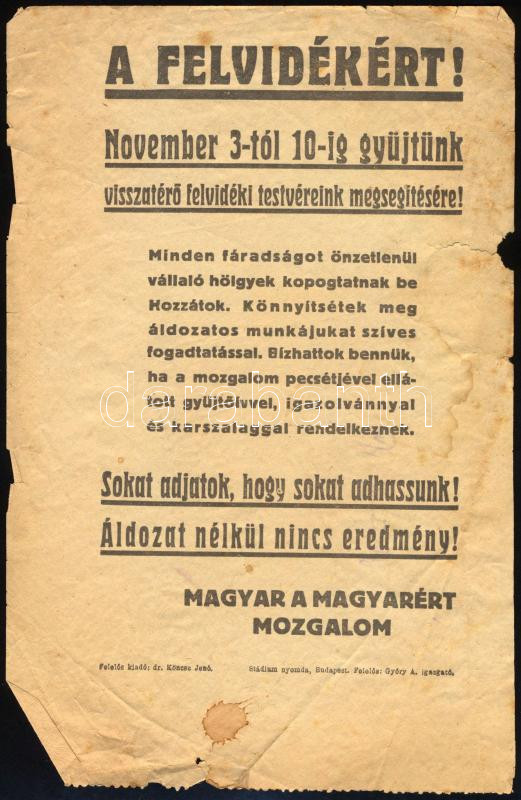 A FELVIDÉKÉRT!
November 3-tól 10-ig gyüjtünk
visszatérő felvidéki testvéreink megsegitésére!
Minden fáradságot önzetlenül
vállaló hölgyek kopogtatnak be
Hozzátok. Könnyítsétek meg
áldozatos munkájukat szíves
fogadtatással. Bízhattok bennük,
ha a mozgalom pecsétjével ellá-
tott gyüjtőívvel, igazolvánnyal
és karszalaggal rendelkeznek.
darabanth
Sokat adjatok, hogy sokat adhassunk!
Áldozat nélkül nincs eredmény!
MAGYAR A MAGYARÉRT
MOZGALOM
Felelős kiadó: dr. Köncse Jenő. Stádium nyomda, Budapest. Felelős: Győry A. igazgató.